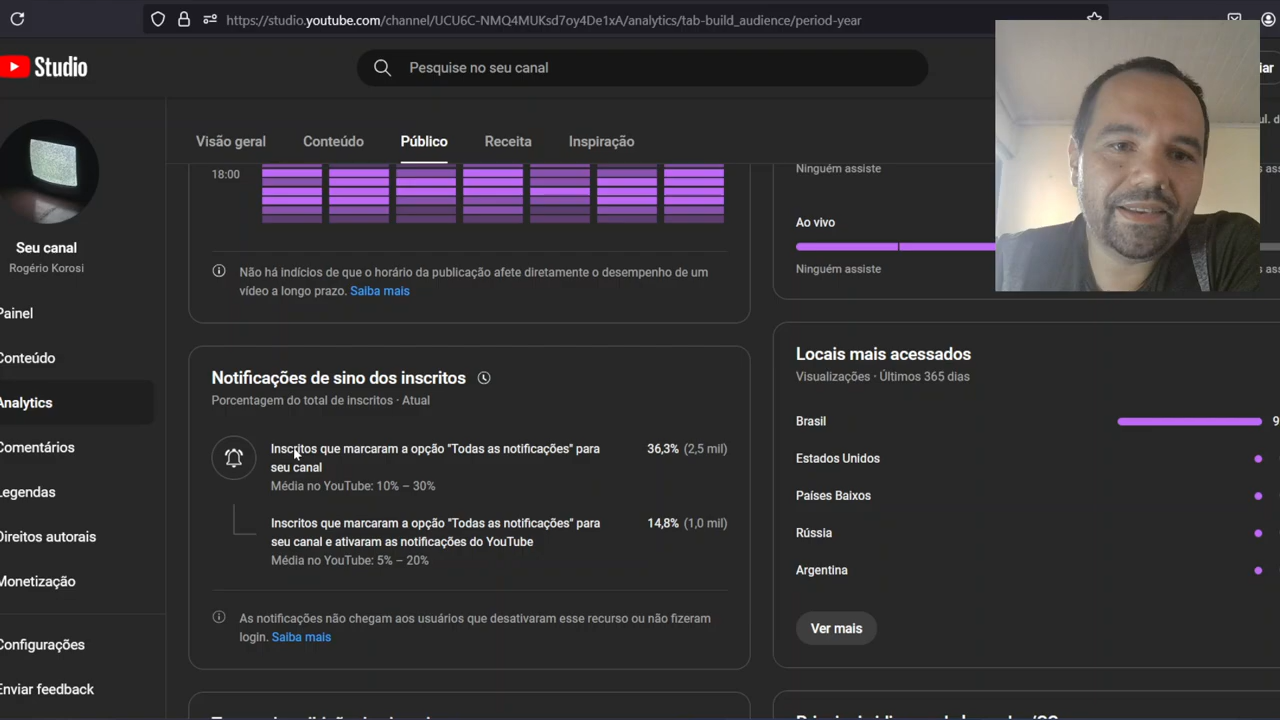 https://studio.youtube.com/channel/UCU6C-NMQ4MUKsd7oy4De1xA/analytics/tab-build_audience/period-year
Studio
Pesquise no seu canal
iar
Seu canal
Rogério Korosi
Painel
Conteúdo
Analytics
Comentários
Legendas
Direitos autorais
Monetização
Configurações
Enviar feedback
Visão geral
Conteúdo
Público
Receita
Inspiração
18:00
Não há indícios de que o horário da publicação afete diretamente o desempenho de um
vídeo a longo prazo. Saiba mais
Notificações de sino dos inscritos
Porcentagem do total de inscritos · Atual
Inscritos que marcaram a opção "Todas as notificações" para
seu canal
36,3% (2,5 mil)
Média no YouTube: 10% – 30%
Inscritos que marcaram a opção "Todas as notificações" para
seu canal e ativaram as notificações do YouTube
14,8% (1,0 mil)
Média no YouTube: 5% – 20%
As notificações não chegam aos usuários que desativaram esse recurso ou não fizeram
login. Saiba mais
ul. d
Ninguém assiste
as ass
Ao vivo
Ninguém assiste
as ass
Locais mais acessados
Visualizações · Últimos 365 dias
Brasil
9
Estados Unidos
Países Baixos
Rússia
Argentina
Ver mais